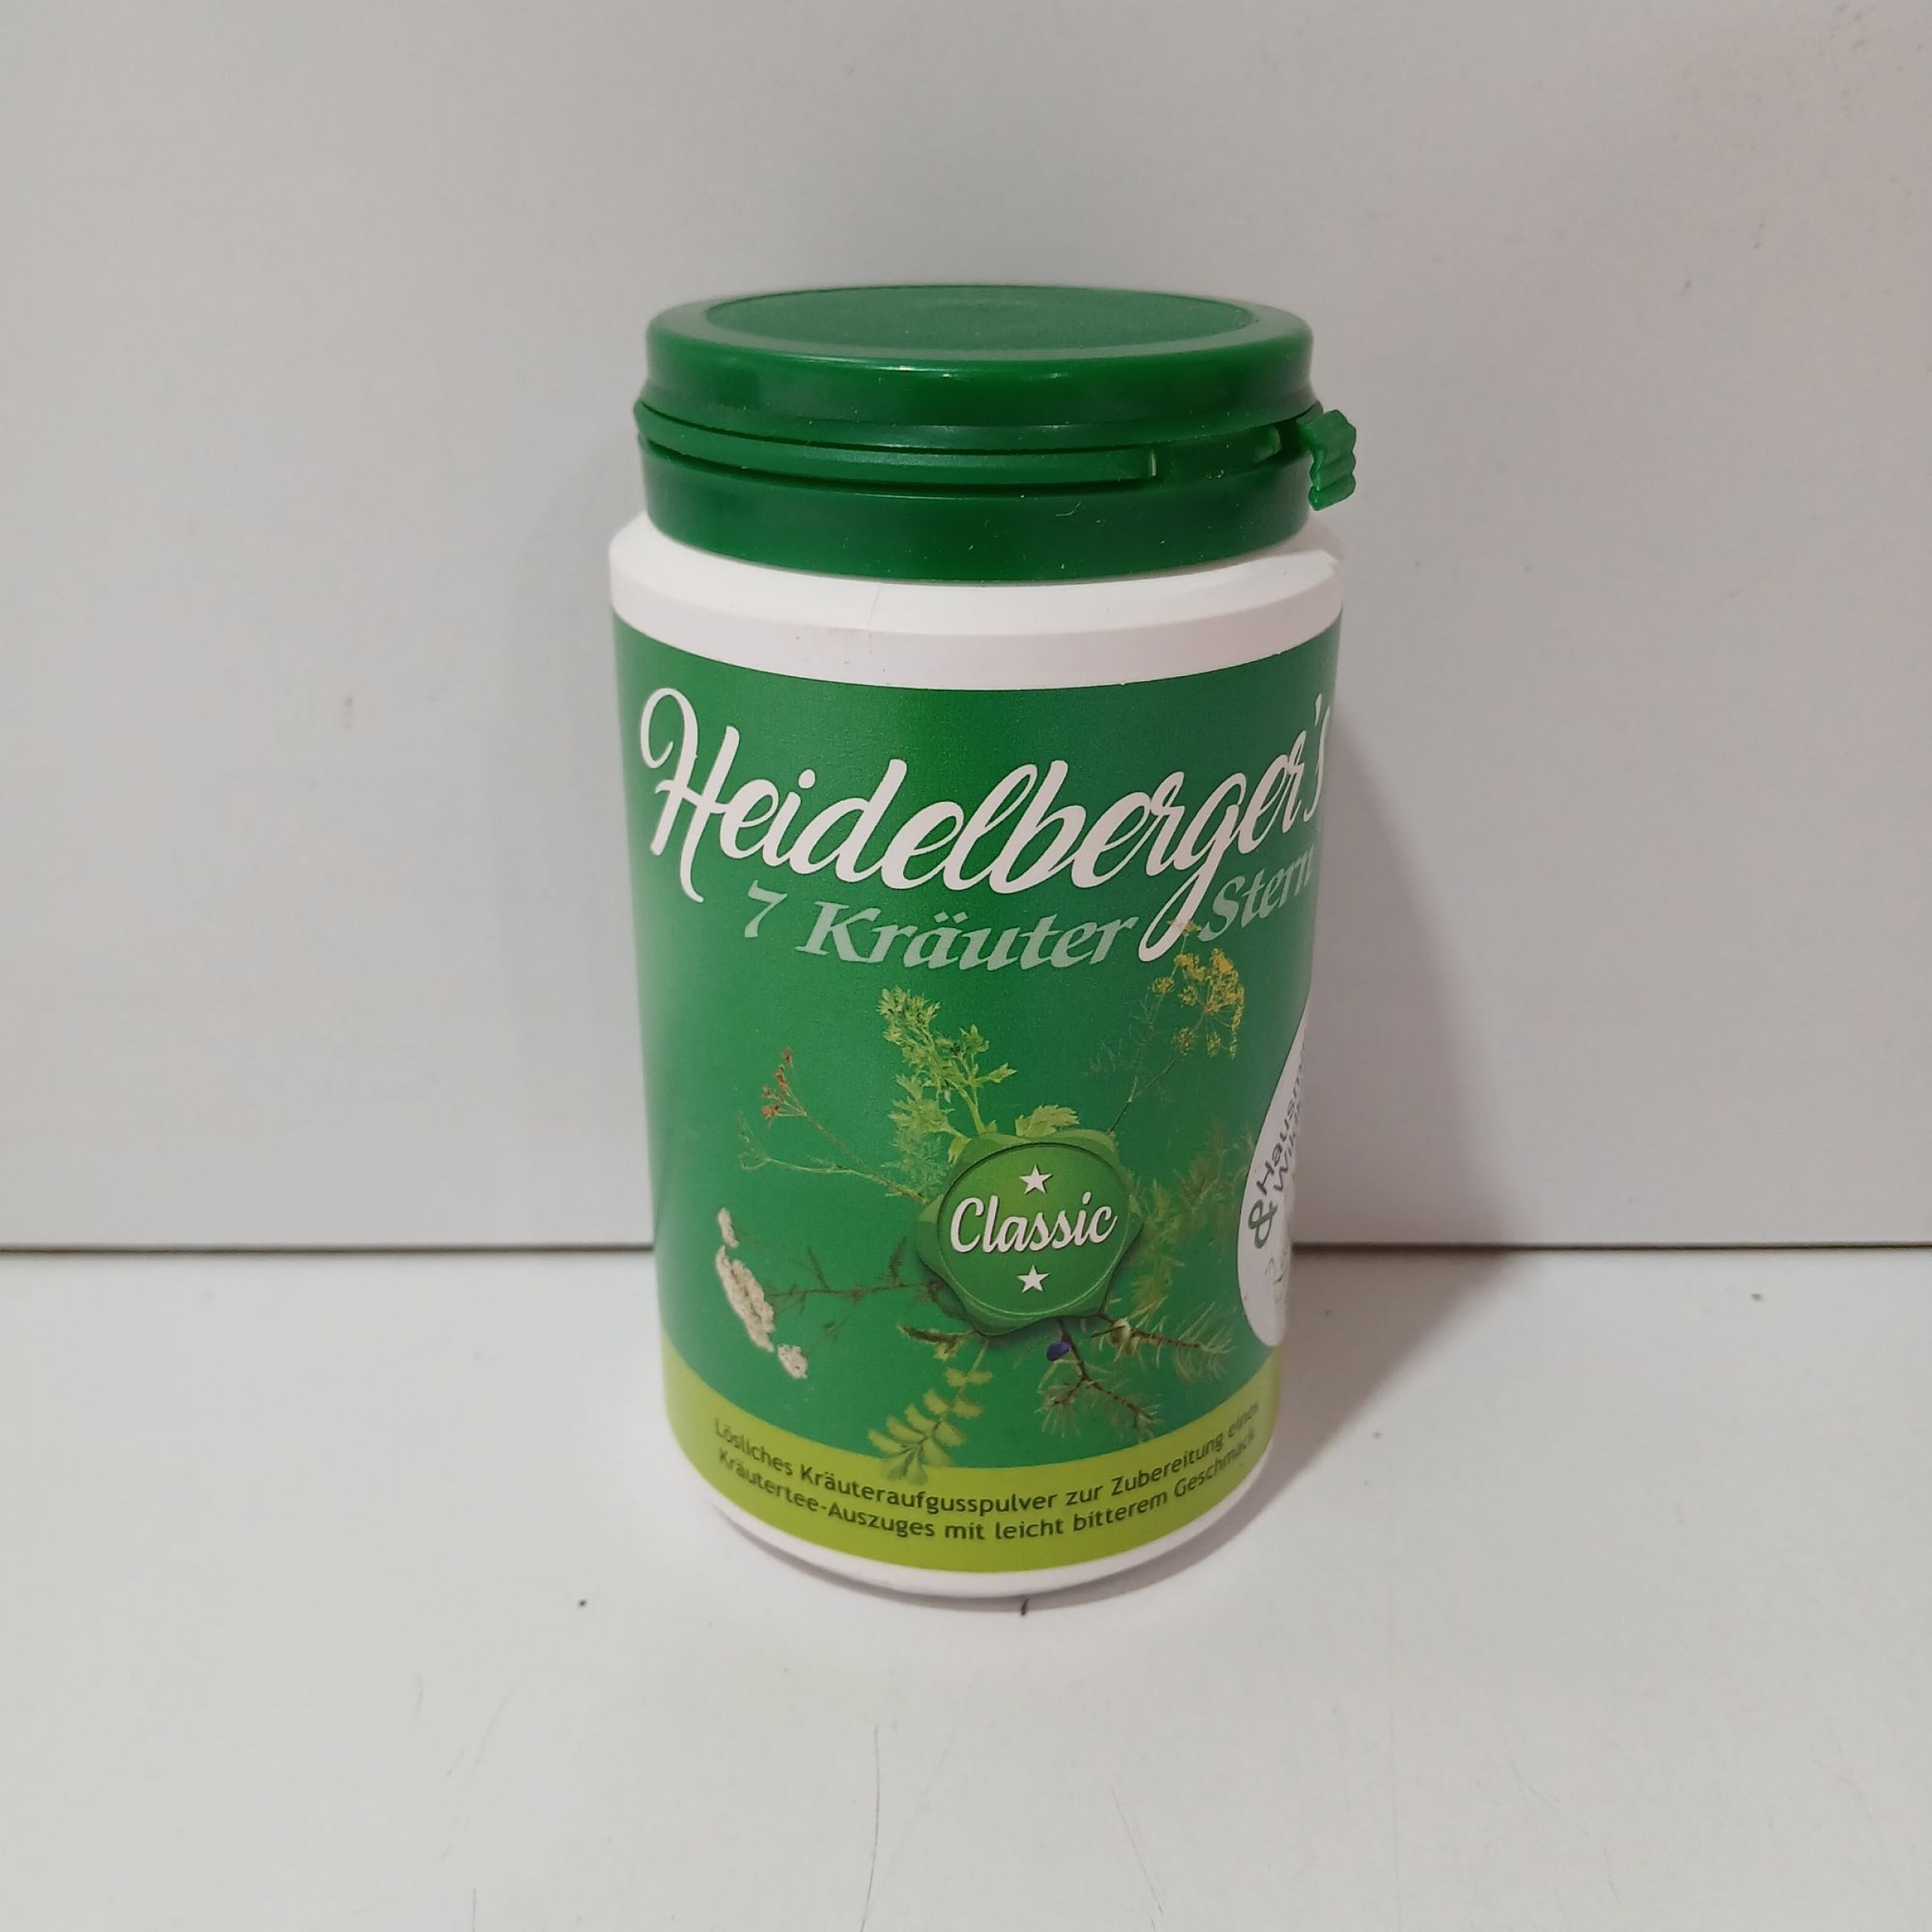 Heidelberger's
7 Kräuter Stern
Classic
&
Lösliches Kräuteraufgusspulver zur Zubereitung eines
Kräutertee-Auszuges mit leicht bitterem Geschmack